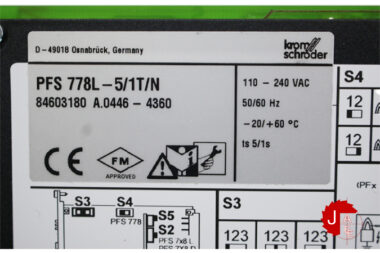 D-49018 Osnabrück, Germany
krom
schröder
PFS 778L-5/1T/N
84603180 A.0446-4360
110 - 240 VAC
50/60 Hz
-20/+60 °C
ts 5/1s
CE
FM
APPROVED
S4
12
12
(PFx
S3
S4
PFS 778
S5
S2
PFS 7x8 L
S3
123
123
123
J